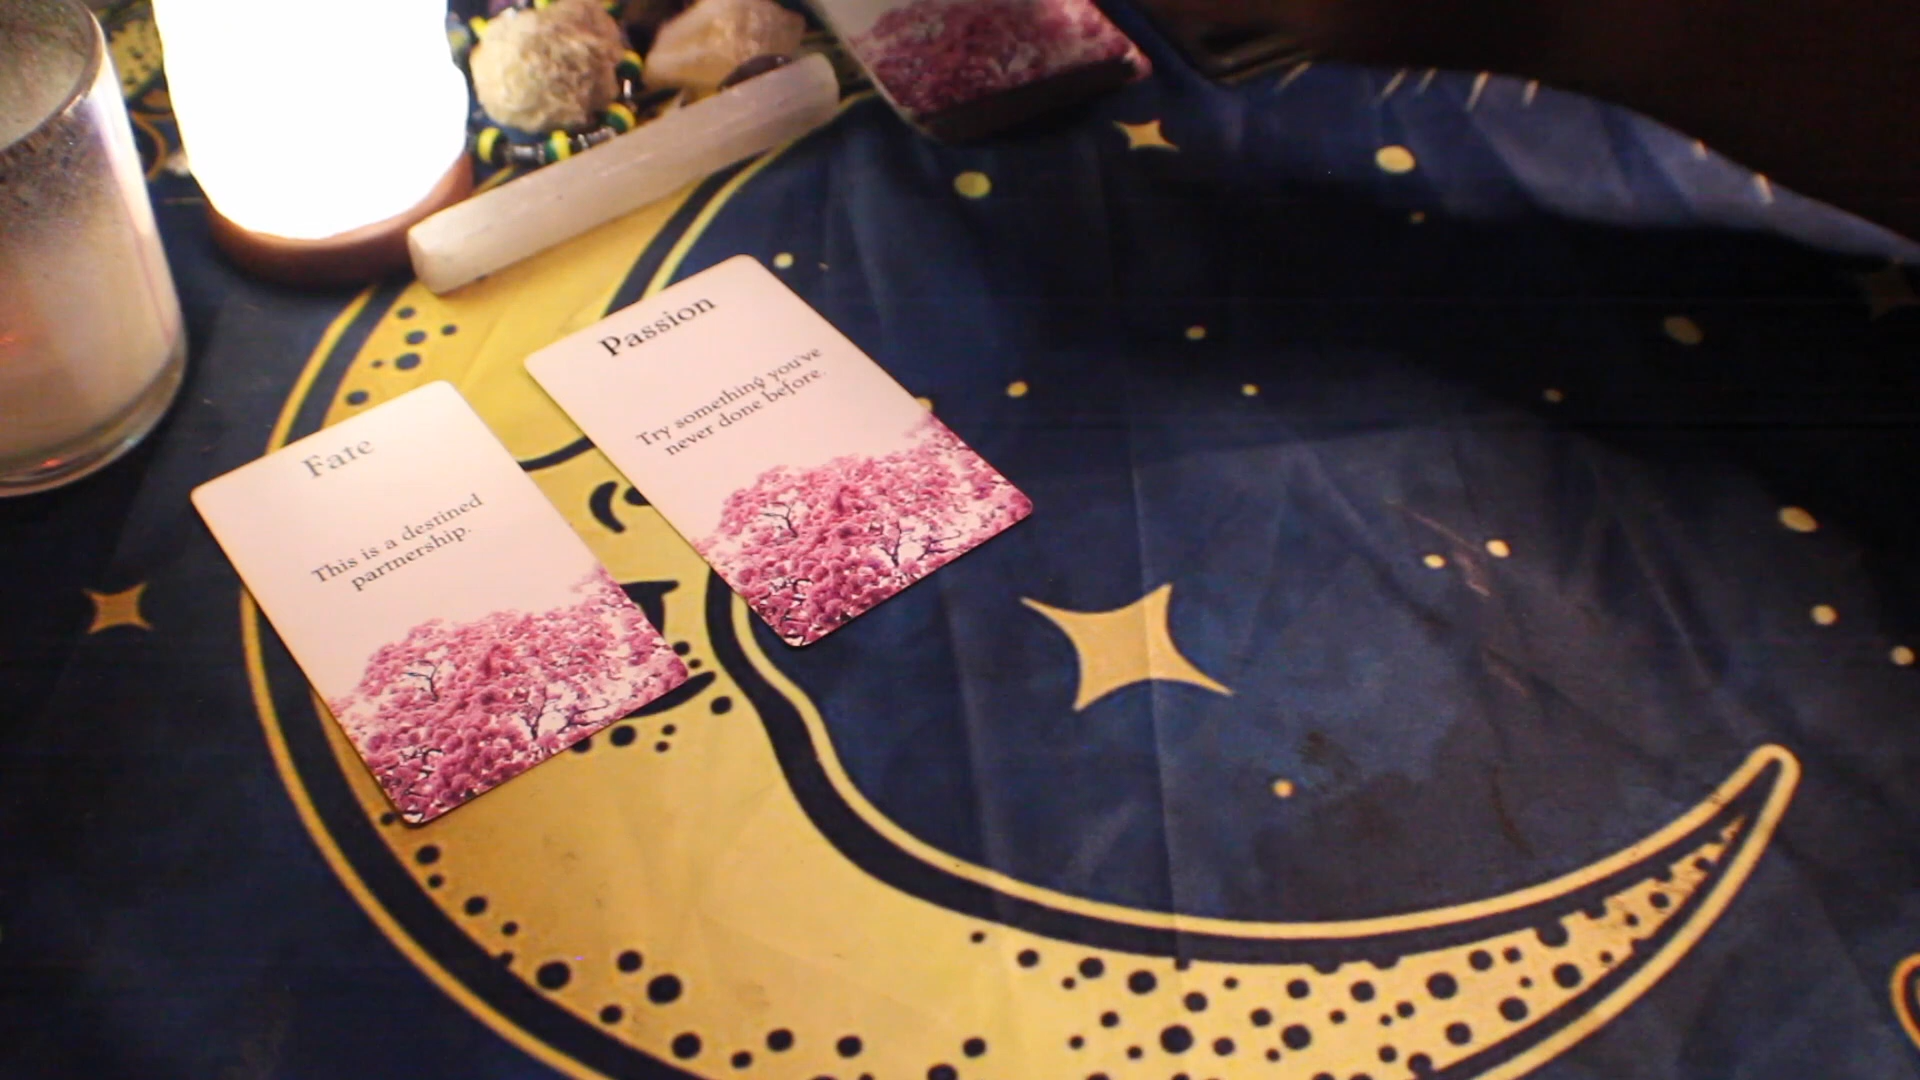 Fate
This is a destined
partnership.
Passion
Try something you've
never done before.